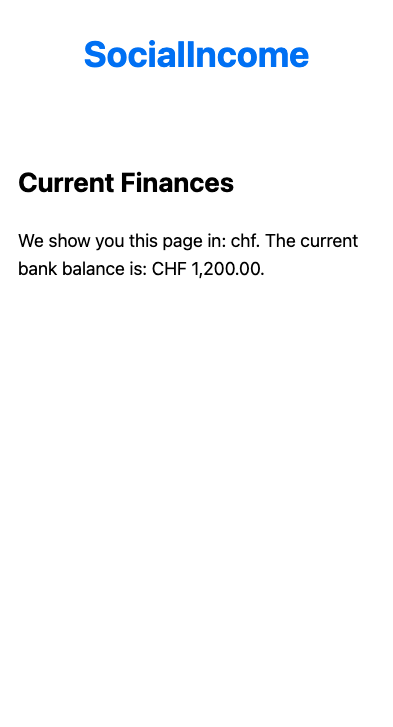 SocialIncome
Current Finances
We show you this page in: chf. The current
bank balance is: CHF 1,200.00.